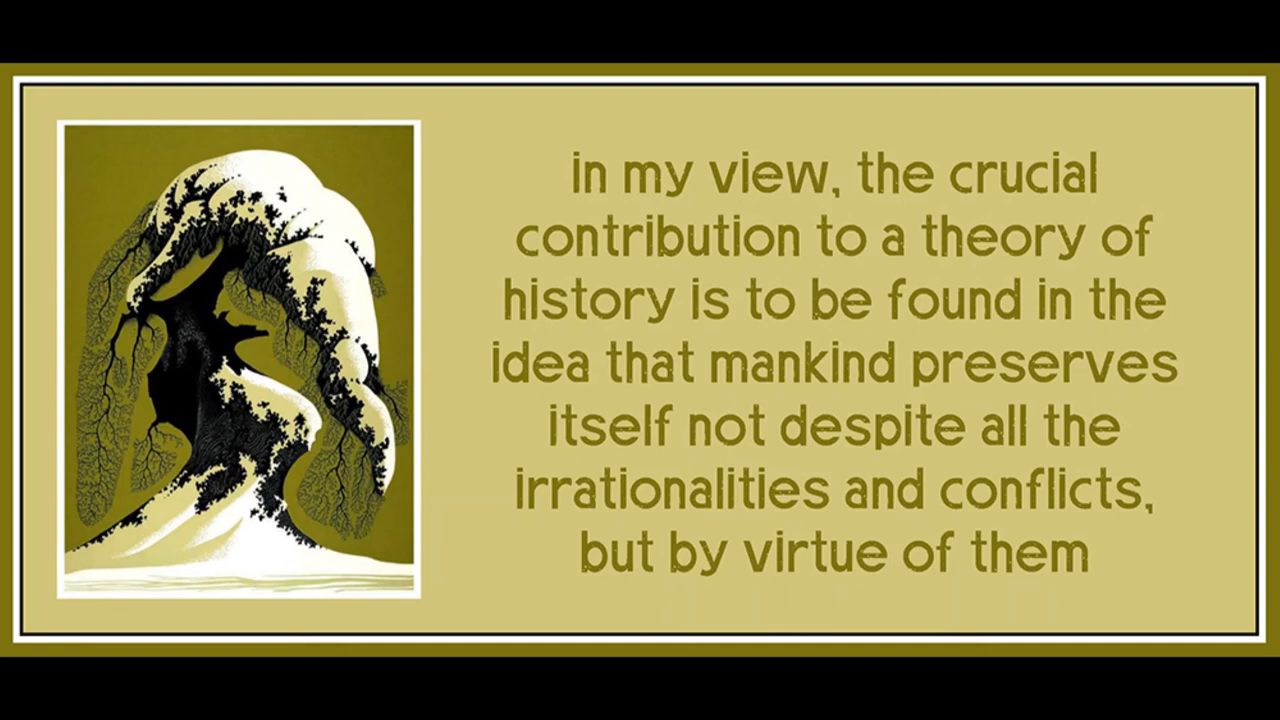 in my view, the crucial
contribution to a theory of
history is to be found in the
idea that mankind preserves
itself not despite all the
irrationalities and conflicts,
but by virtue of them